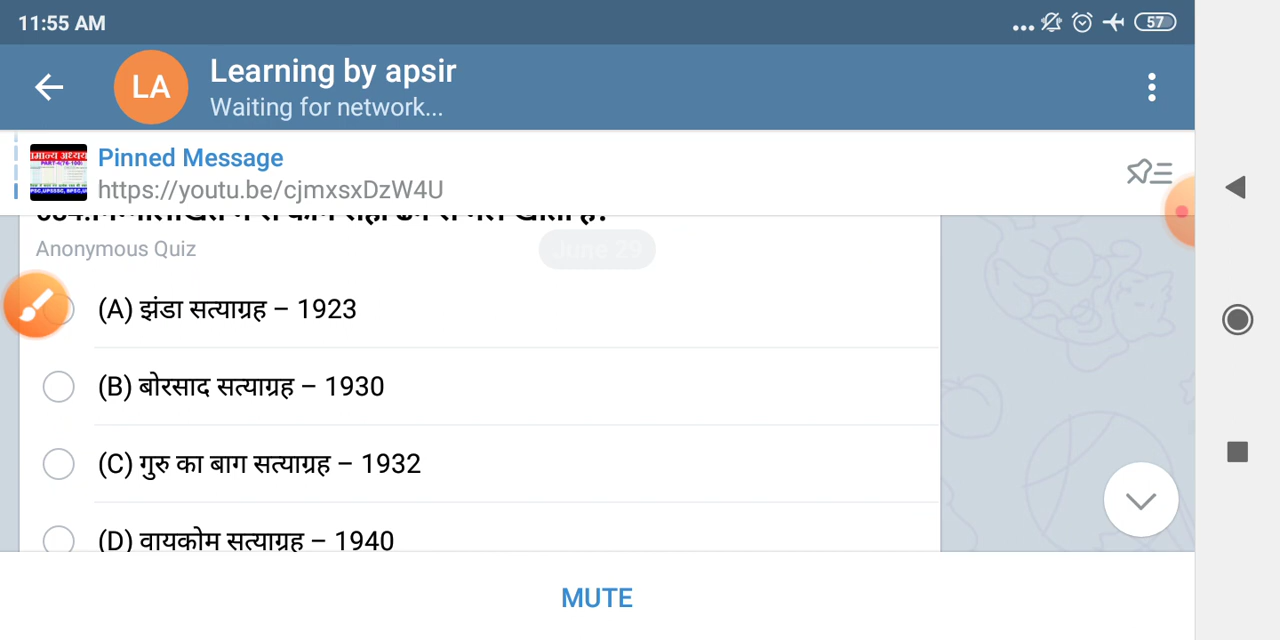 11:55 AM
57
LA
Learning by apsir
Waiting for network...
Pinned Message
https://youtu.be/cjmxsxDzW4U
Anonymous Quiz
June 29
(A) झंडा सत्याग्रह – 1923
(B) बोरसाद सत्याग्रह – 1930
(C) गुरु का बाग सत्याग्रह – 1932
(D) वायकोम सत्याग्रह – 1940
MUTE